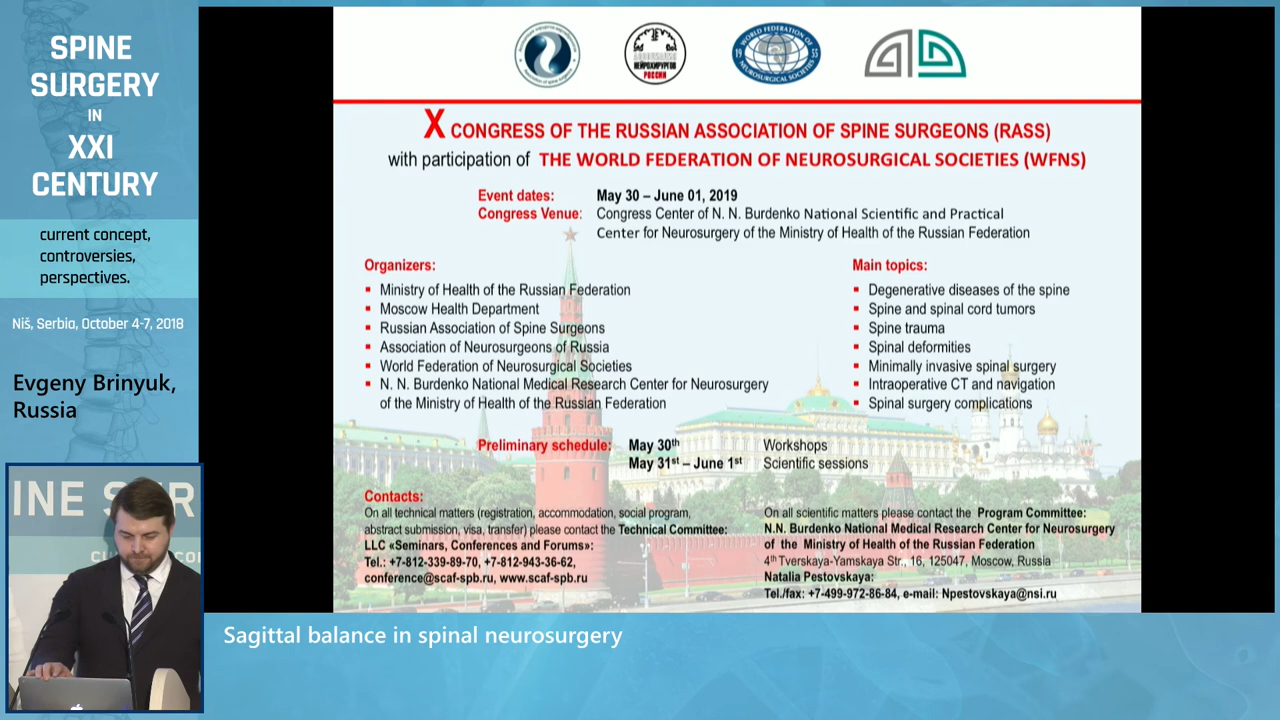 SPINE
SURGERY
IN
XXI
CENTURY
current concept,
controversies,
perspectives.
Niš, Serbia, October 4-7, 2018
Evgeny Brinyuk,
Russia
INE SUR
НЕЙРОХИРУРГОВ
РОССИИ
WORLD FEDERATION OF
19 55
NEUROSURGICAL SOCIETIES
X CONGRESS OF THE RUSSIAN ASSOCIATION OF SPINE SURGEONS (RASS)
with participation of THE WORLD FEDERATION OF NEUROSURGICAL SOCIETIES (WFNS)
Event dates: May 30 – June 01, 2019
Congress Venue: Congress Center of N. N. Burdenko National Scientific and Practical
Center for Neurosurgery of the Ministry of Health of the Russian Federation
Organizers:
▪ Ministry of Health of the Russian Federation
▪ Moscow Health Department
▪ Russian Association of Spine Surgeons
▪ Association of Neurosurgeons of Russia
▪ World Federation of Neurosurgical Societies
▪ N. N. Burdenko National Medical Research Center for Neurosurgery
of the Ministry of Health of the Russian Federation
Main topics:
▪ Degenerative diseases of the spine
▪ Spine and spinal cord tumors
▪ Spine trauma
▪ Spinal deformities
▪ Minimally invasive spinal surgery
▪ Intraoperative CT and navigation
▪ Spinal surgery complications
Preliminary schedule: May 30th Workshops
May 31st – June 1st Scientific sessions
Contacts:
On all technical matters (registration, accommodation, social program,
abstract submission, visa, transfer) please contact the Technical Committee:
LLC «Seminars, Conferences and Forums»:
Tel.: +7-812-339-89-70, +7-812-943-36-62,
conference@scaf-spb.ru, www.scaf-spb.ru
On all scientific matters please contact the Program Committee:
N.N. Burdenko National Medical Research Center for Neurosurgery
of the Ministry of Health of the Russian Federation
4th Tverskaya-Yamskaya Str., 16, 125047, Moscow, Russia
Natalia Pestovskaya:
Tel./fax: +7-499-972-86-84, e-mail: Npestovskaya@nsi.ru
Sagittal balance in spinal neurosurgery